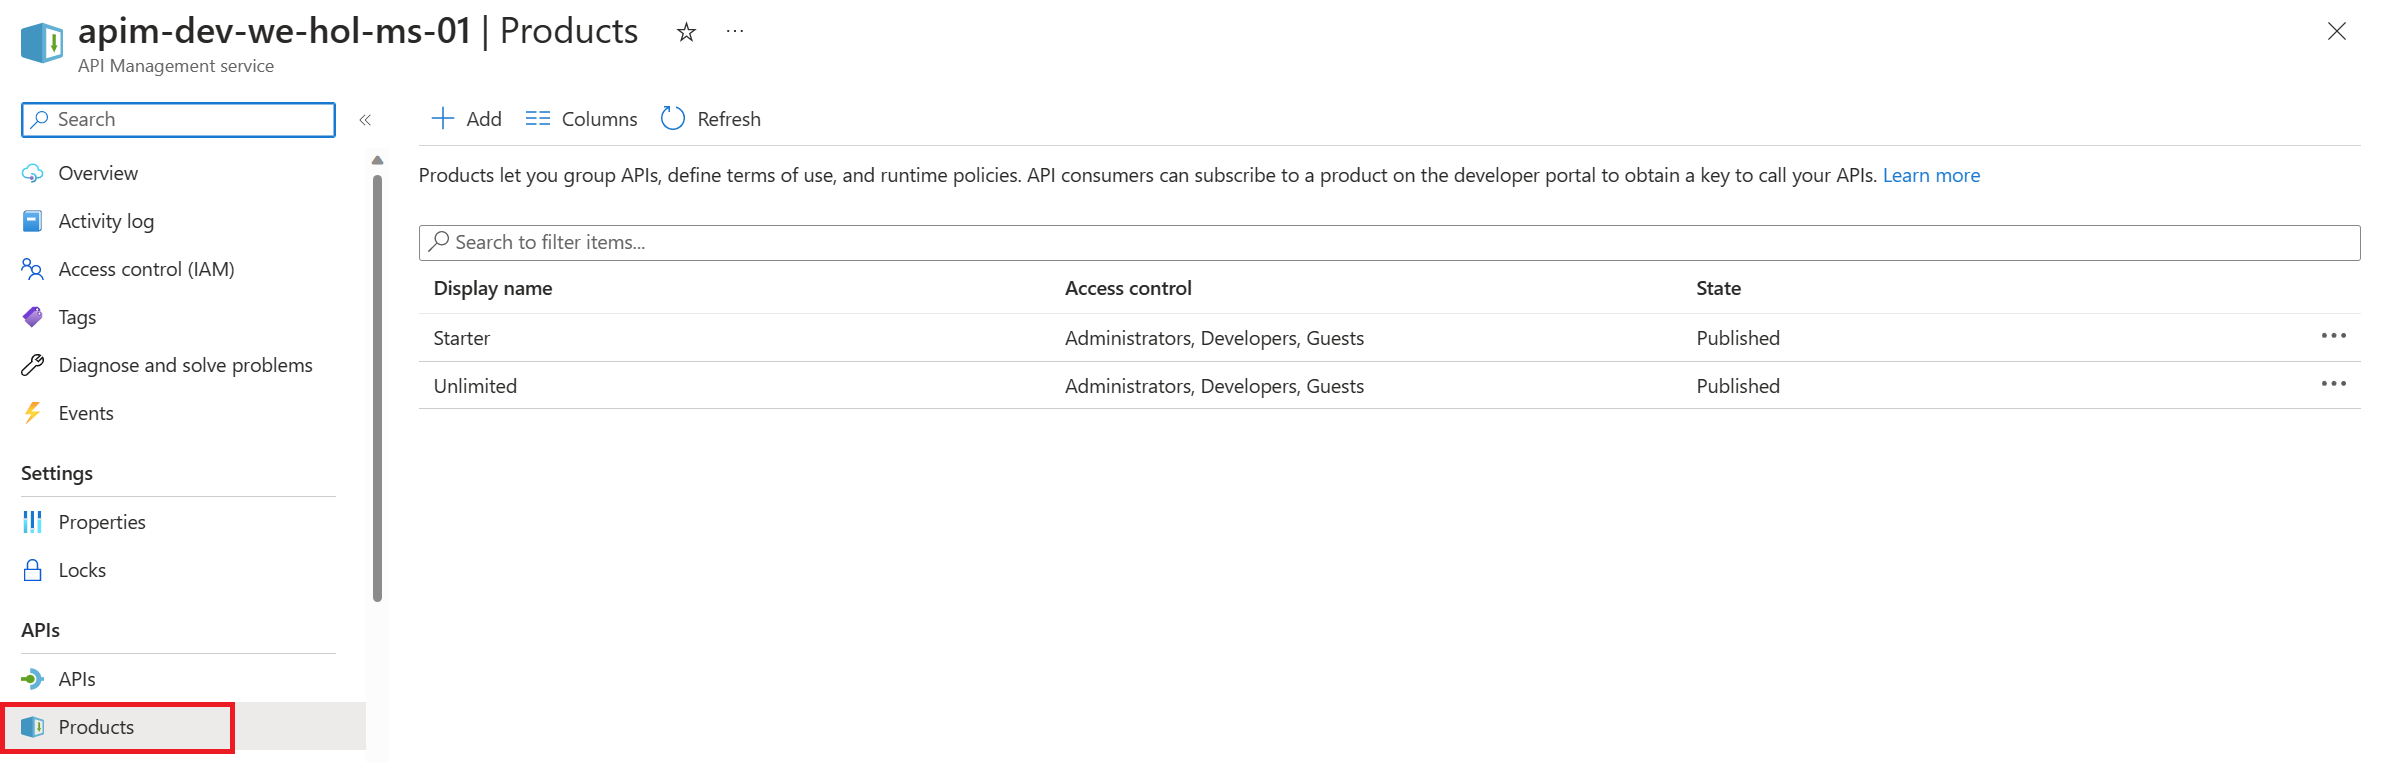 apim-dev-we-hol-ms-01 | Products
API Management service
Search
Overview
Activity log
Access control (IAM)
Tags
Diagnose and solve problems
Events
Settings
Properties
Locks
APIs
APIs
Products
Add Columns Refresh
Products let you group APIs, define terms of use, and runtime policies. API consumers can subscribe to a product on the developer portal to obtain a key to call your APIs. Learn more
Search to filter items...
Display name Access control State
Starter Administrators, Developers, Guests Published
Unlimited Administrators, Developers, Guests Published